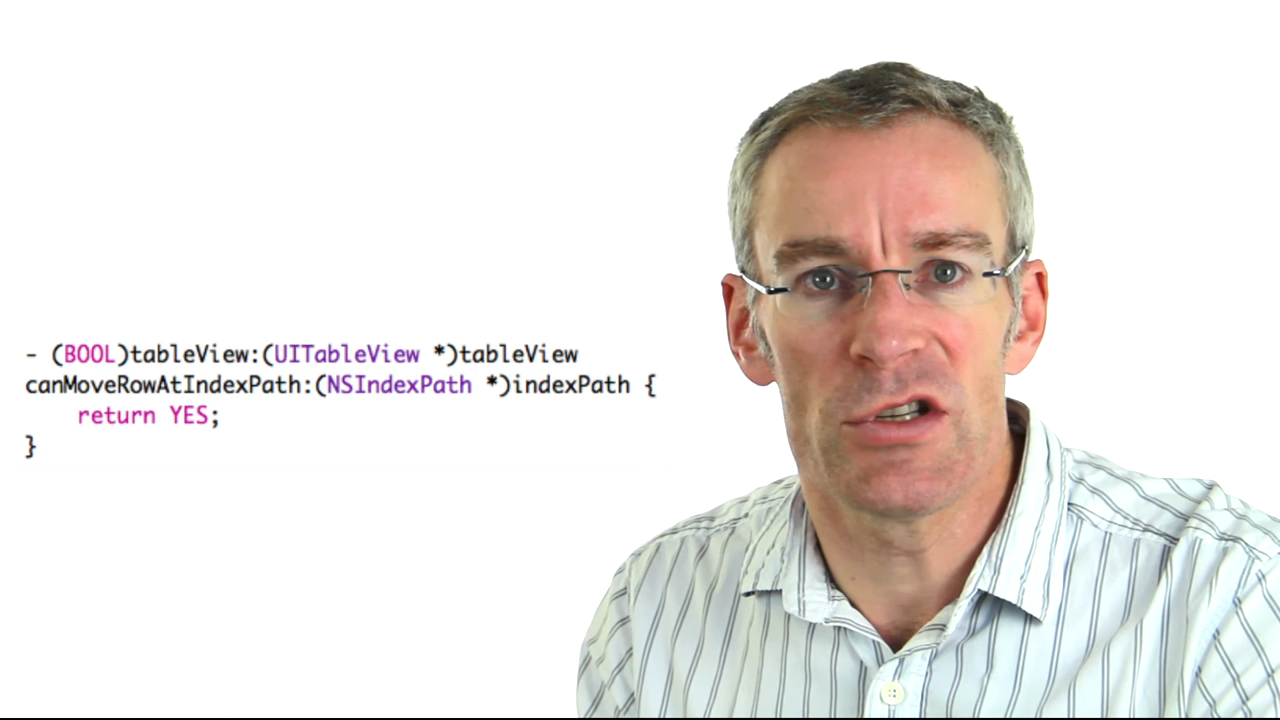 - (BOOL)tableView:(UITableView *)tableView
canMoveRowAtIndexPath:(NSIndexPath *)indexPath {
    return YES;
}